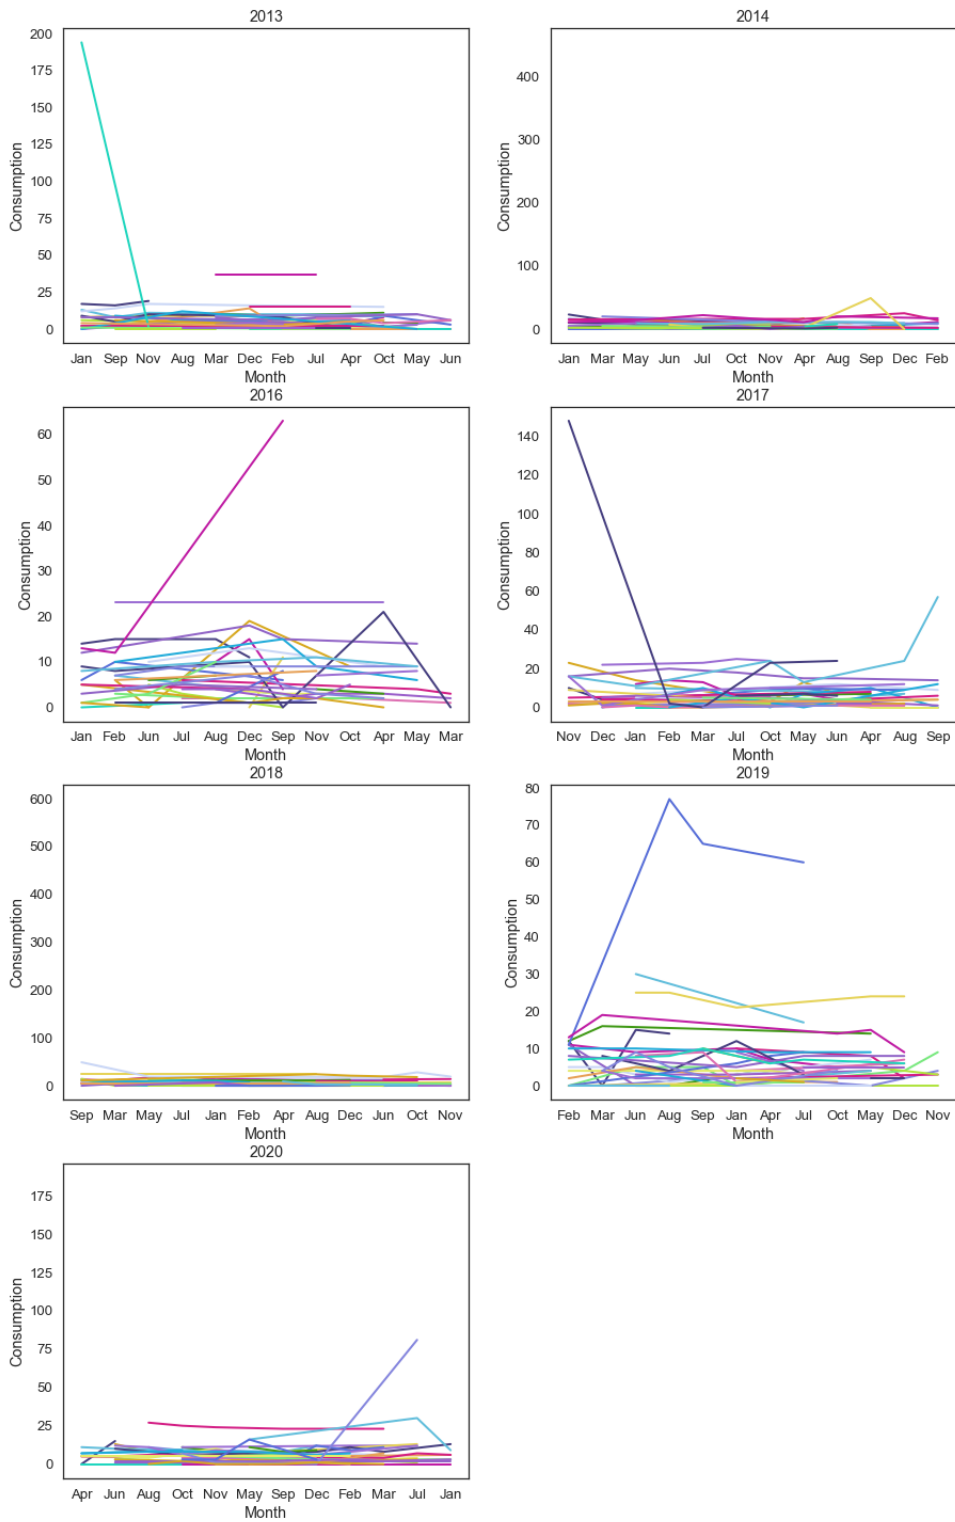 2013
Consumption
200
175
150
125
100
75
50
25
0
Jan Sep Nov Aug Mar Dec Feb Jul Apr Oct May Jun
Month
2014
Consumption
400
300
200
100
0
Jan Mar Sep Jun Jul Oct Nov Apr Aug Sep Dec Feb
Month
2016
Consumption
60
50
40
30
20
10
0
Jan Feb Jun Jul Aug Dec Sep Nov Oct Apr May Mar
Month
2017
Consumption
140
120
100
80
60
40
20
0
Nov Dec Jan Feb Mar Jul Oct May Jun Apr Aug Sep
Month
2018
Consumption
600
500
400
300
200
100
0
Sep Mar May Jul Jan Dec Apr Aug Feb Jun Oct Nov
Month
2019
Consumption
80
70
60
50
40
30
20
10
0
Feb Mar Jun Aug Sep Jan Apr Jul Oct May Dec Nov
Month
2020
Consumption
175
150
125
100
75
50
25
0
Apr Jun Aug Oct Nov May Sep Dec Feb Mar Jul Jan
Month